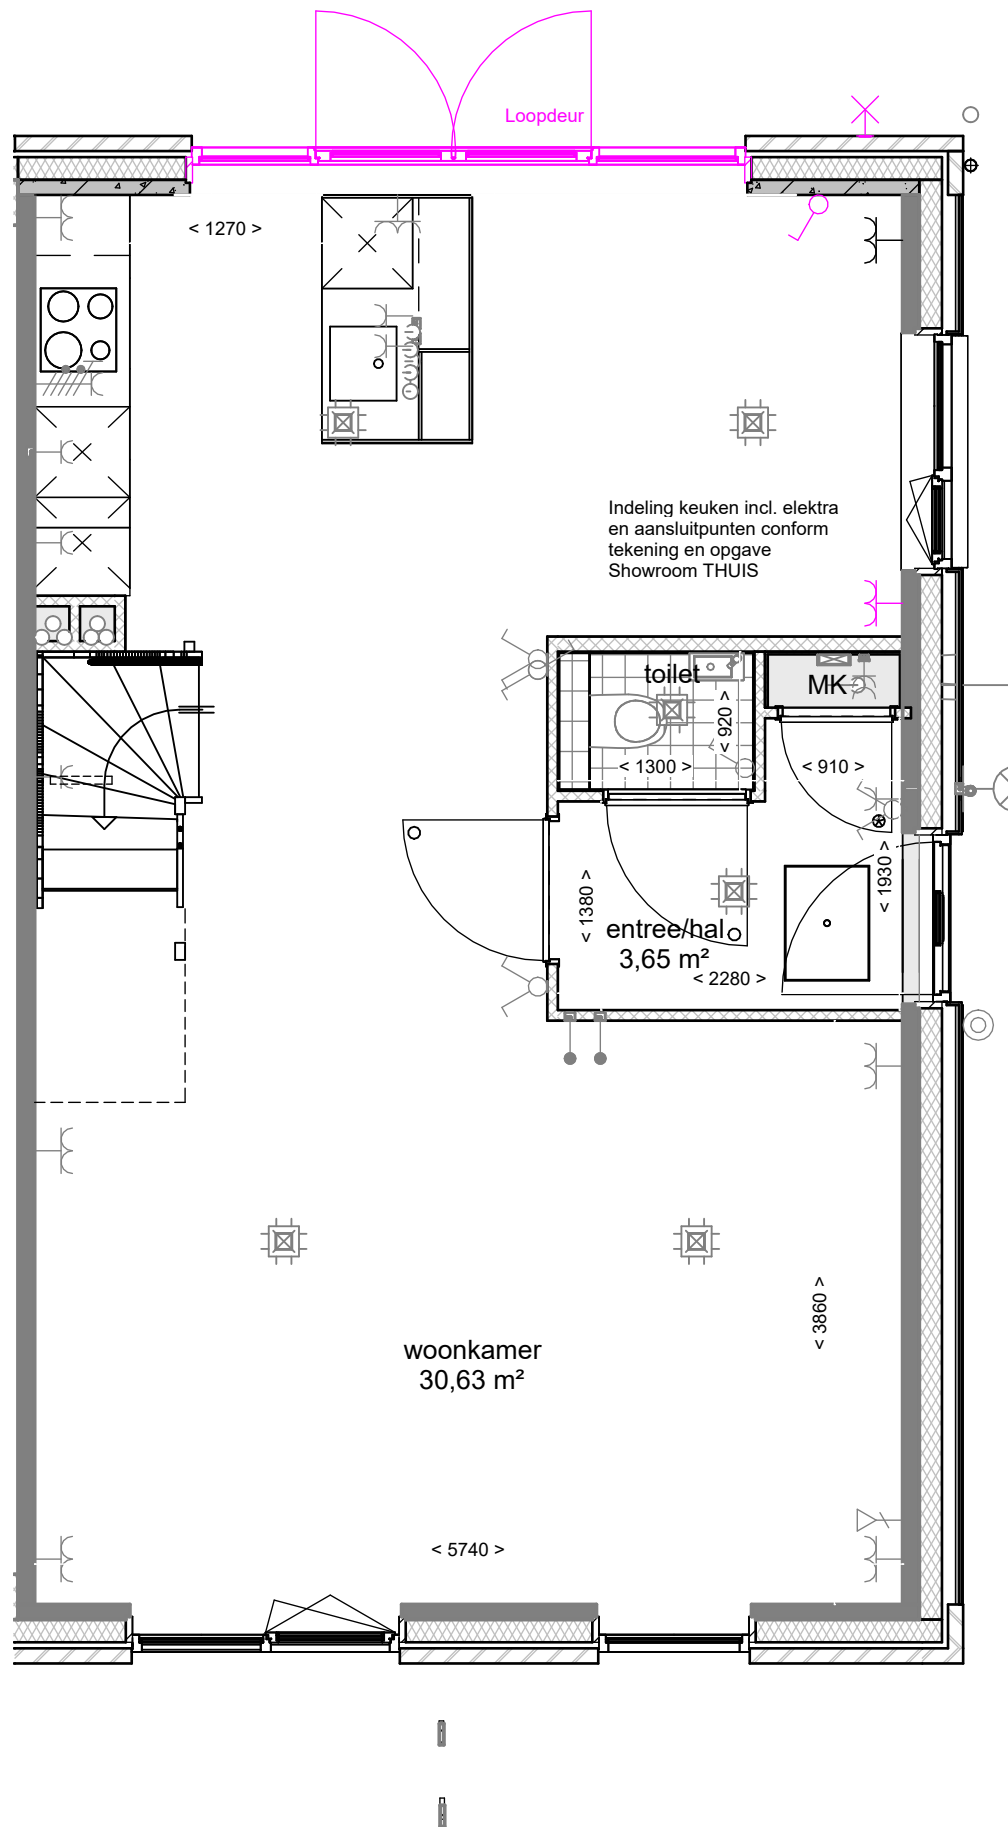 Loopdeur
< 1270 >
Indeling keuken incl. elektra
en aansluitpunten conform
tekening en opgave
Showroom THUIS
toilet
MK
< 920 >
< 1300 >
< 910 >
< 1380 >
< 1930 >
entree/hal
3,65 m²
< 2280 >
< 3860 >
woonkamer
30,63 m²
< 5740 >